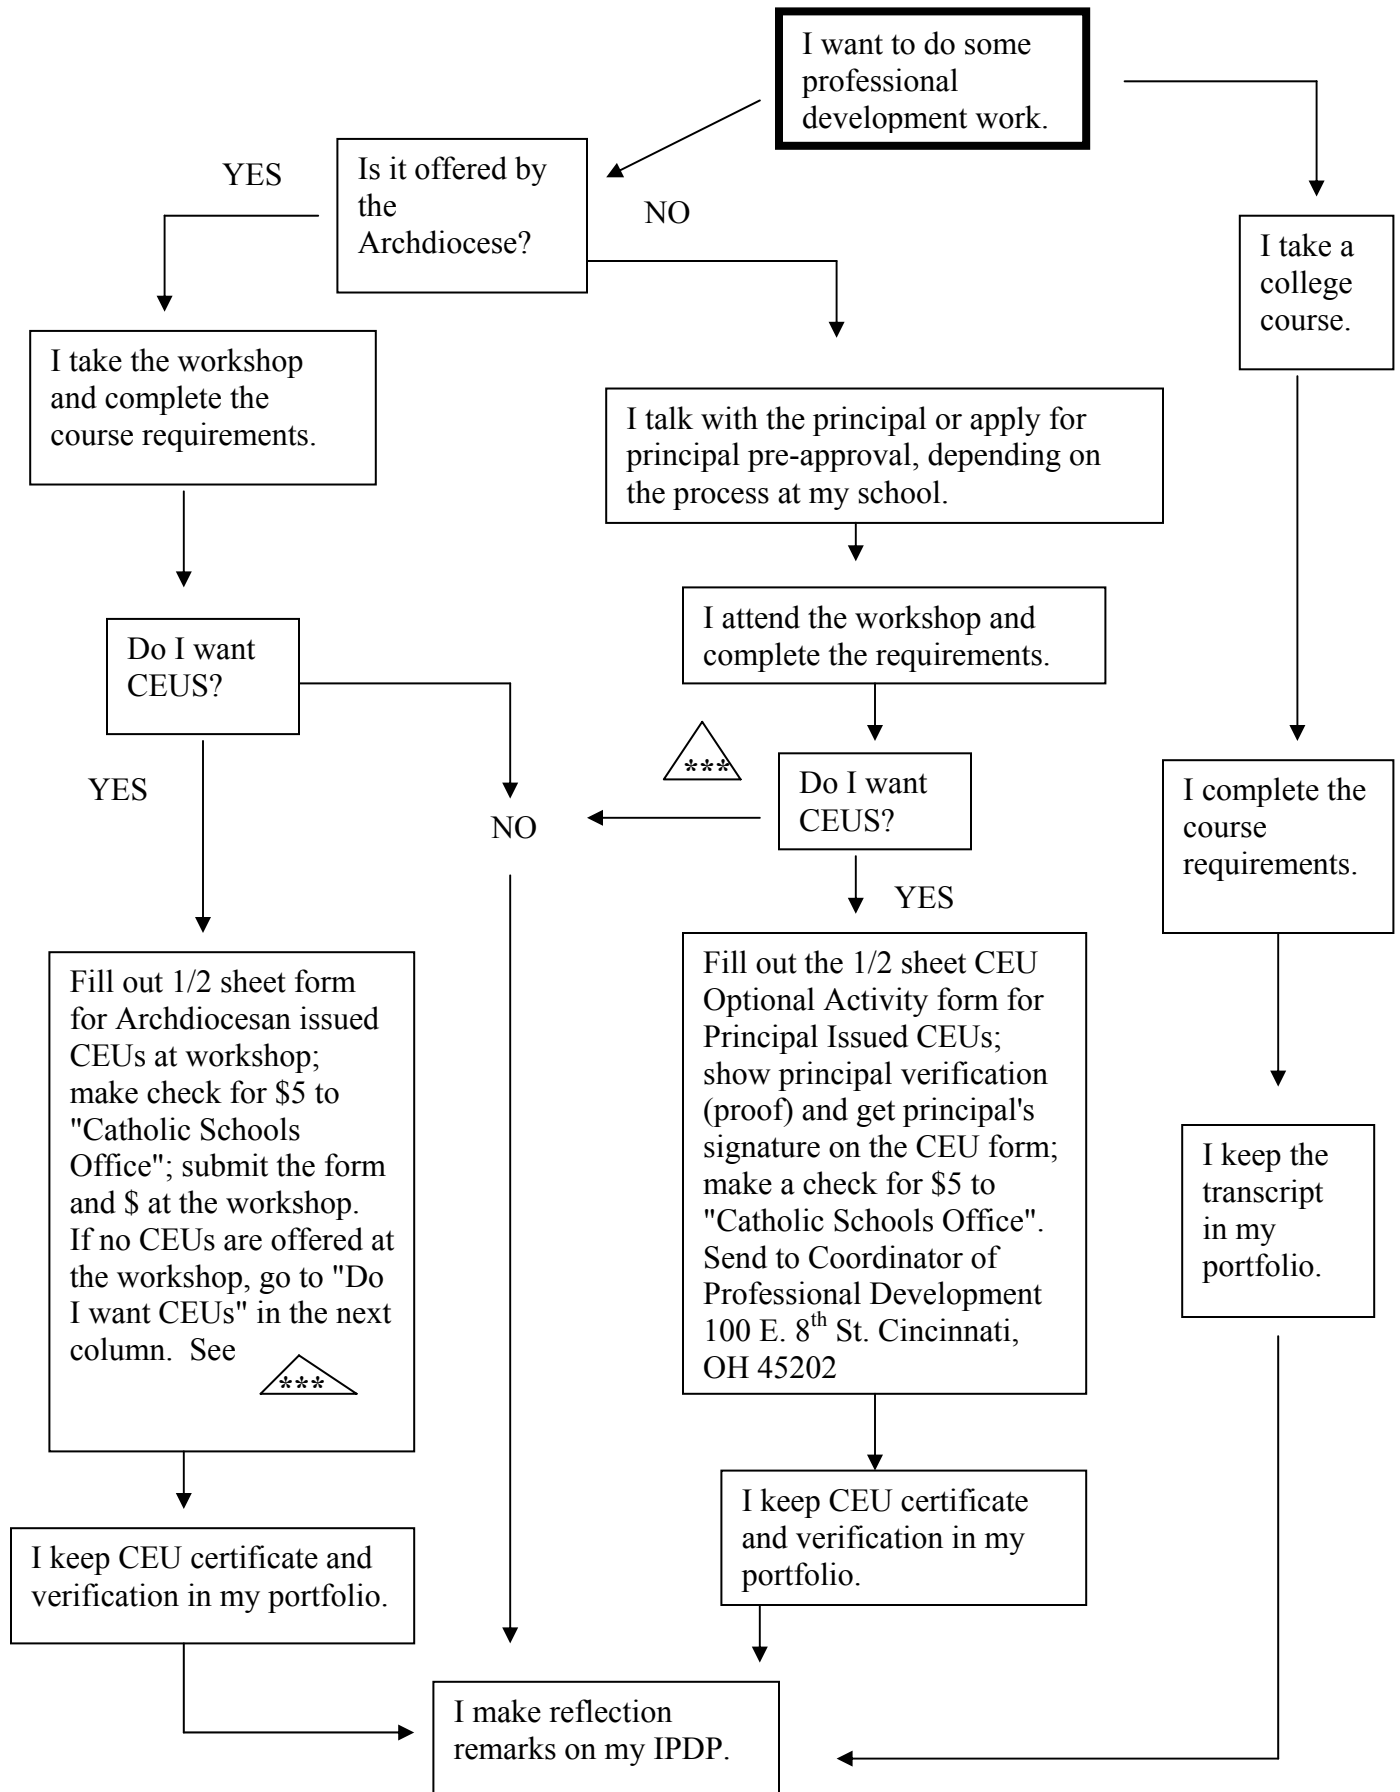 I want to do some
professional
development work.
YES
Is it offered by
the
Archdiocese?
NO
I take a
college
course.
I take the workshop
and complete the
course requirements.
I talk with the principal or apply for
principal pre-approval, depending on
the process at my school.
I attend the workshop and
complete the requirements.
Do I want
CEUS?
***
Do I want
CEUS?
I complete the
course
requirements.
YES
NO
YES
Fill out 1/2 sheet form
for Archdiocesan issued
CEUs at workshop;
make check for $5 to
"Catholic Schools
Office"; submit the form
and $ at the workshop.
If no CEUs are offered at
the workshop, go to "Do
I want CEUs" in the next
column.  See
***
Fill out the 1/2 sheet CEU
Optional Activity form for
Principal Issued CEUs;
show principal verification
(proof) and get principal's
signature on the CEU form;
make a check for $5 to
"Catholic Schools Office".
Send to Coordinator of
Professional Development
100 E. 8th St. Cincinnati,
OH 45202
I keep the
transcript
in my
portfolio.
I keep CEU certificate
and verification in my
portfolio.
I keep CEU certificate and
verification in my portfolio.
I make reflection
remarks on my IPDP.